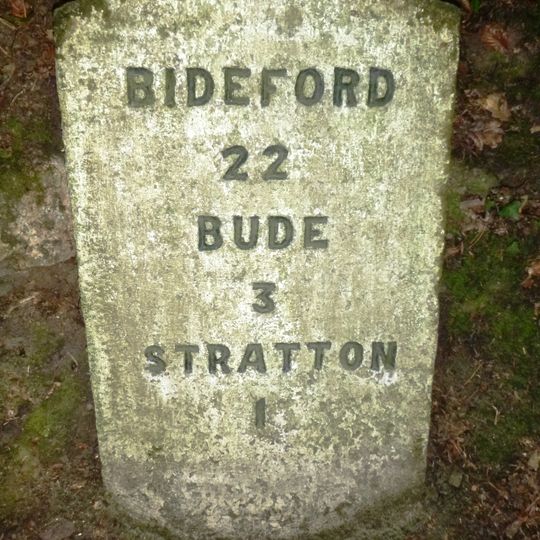 BIDEFORD
22
BUDE
3
STRATTON
1